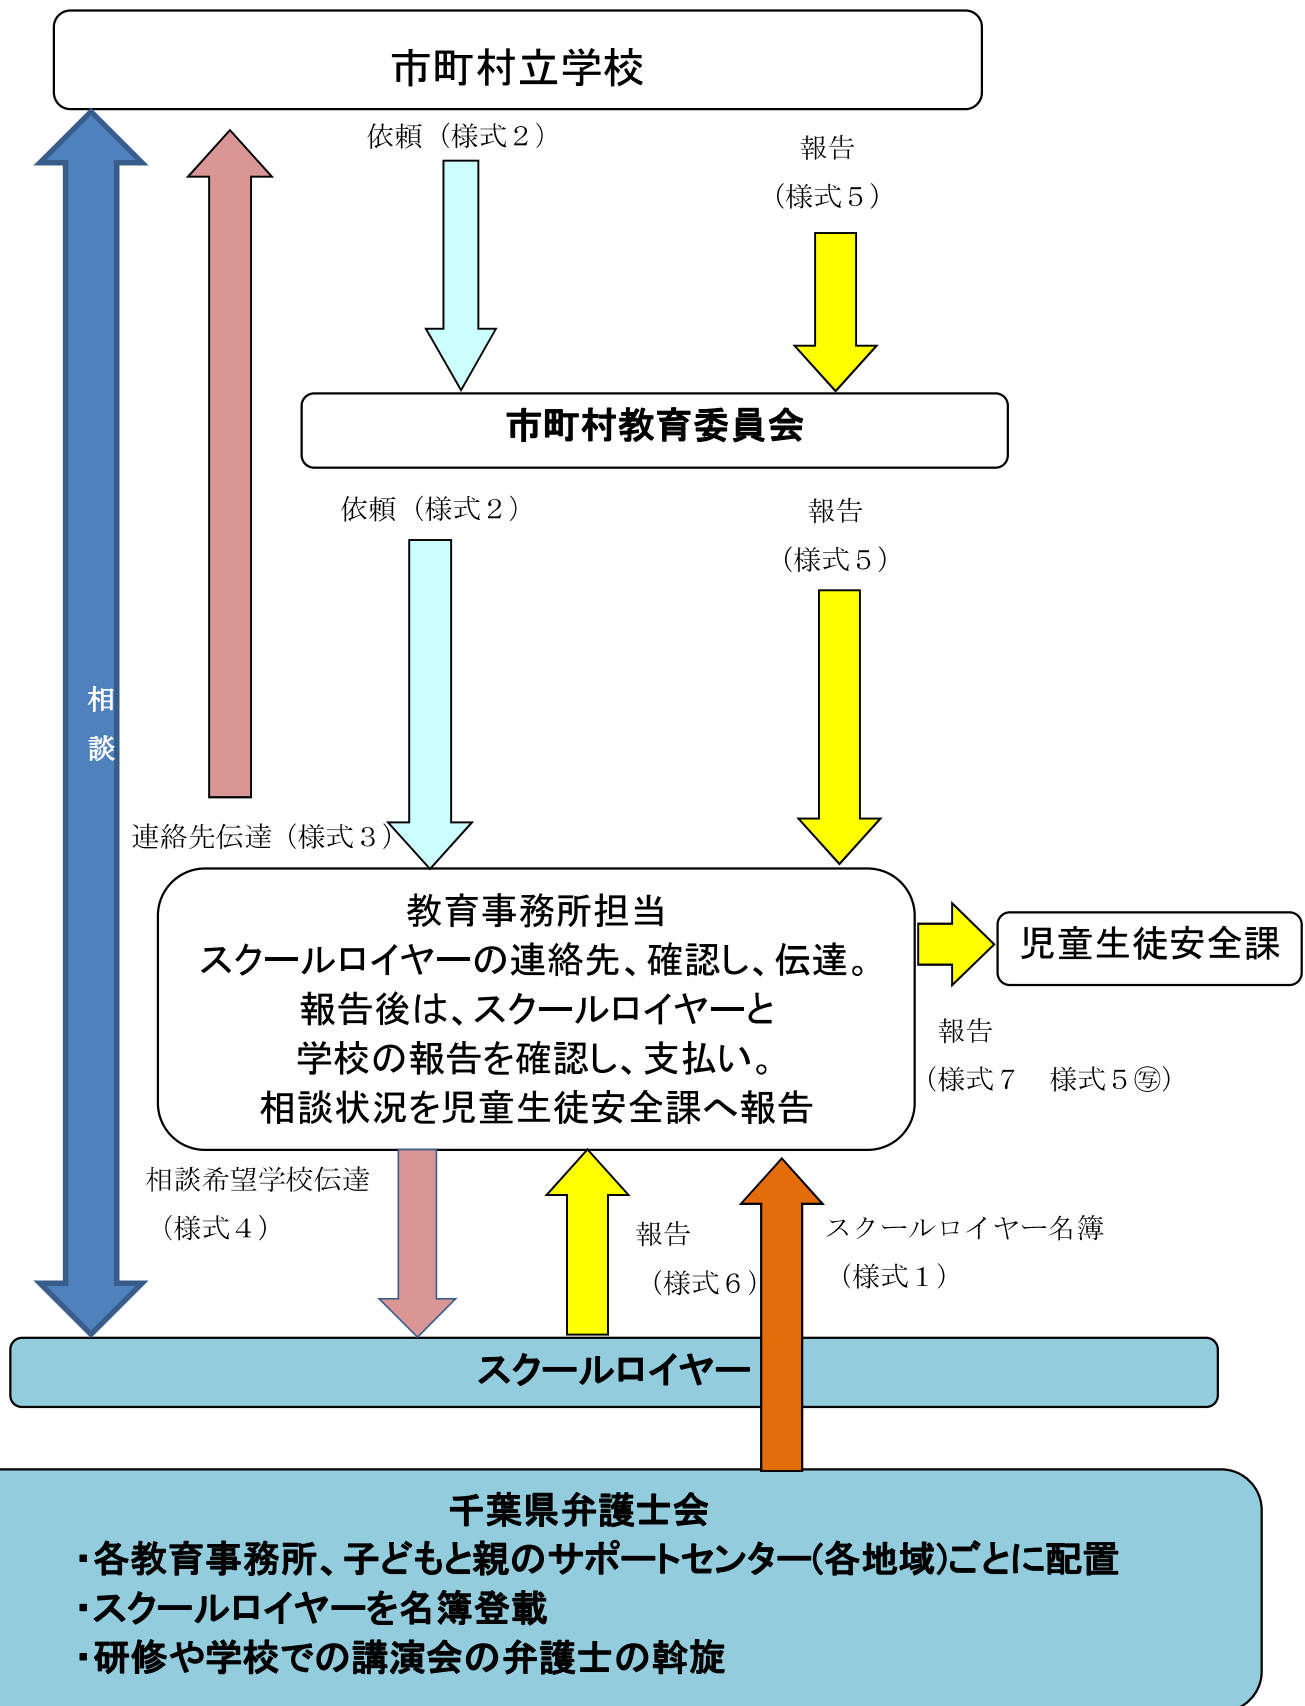 市町村立学校
依頼（様式２）
報告
（様式５）
市町村教育委員会
依頼（様式２）
報告
（様式５）
相
談
連絡先伝達（様式３）
教育事務所担当
スクールロイヤーの連絡先、確認し、伝達。
報告後は、スクールロイヤーと
学校の報告を確認し、支払い。
相談状況を児童生徒安全課へ報告
児童生徒安全課
報告
（様式７　様式５㊢）
相談希望学校伝達
（様式４）
報告
（様式６）
スクールロイヤー名簿
（様式１）
スクールロイヤー
千葉県弁護士会
・各教育事務所、子どもと親のサポートセンター(各地域)ごとに配置
・スクールロイヤーを名簿登載
・研修や学校での講演会の弁護士の斡旋